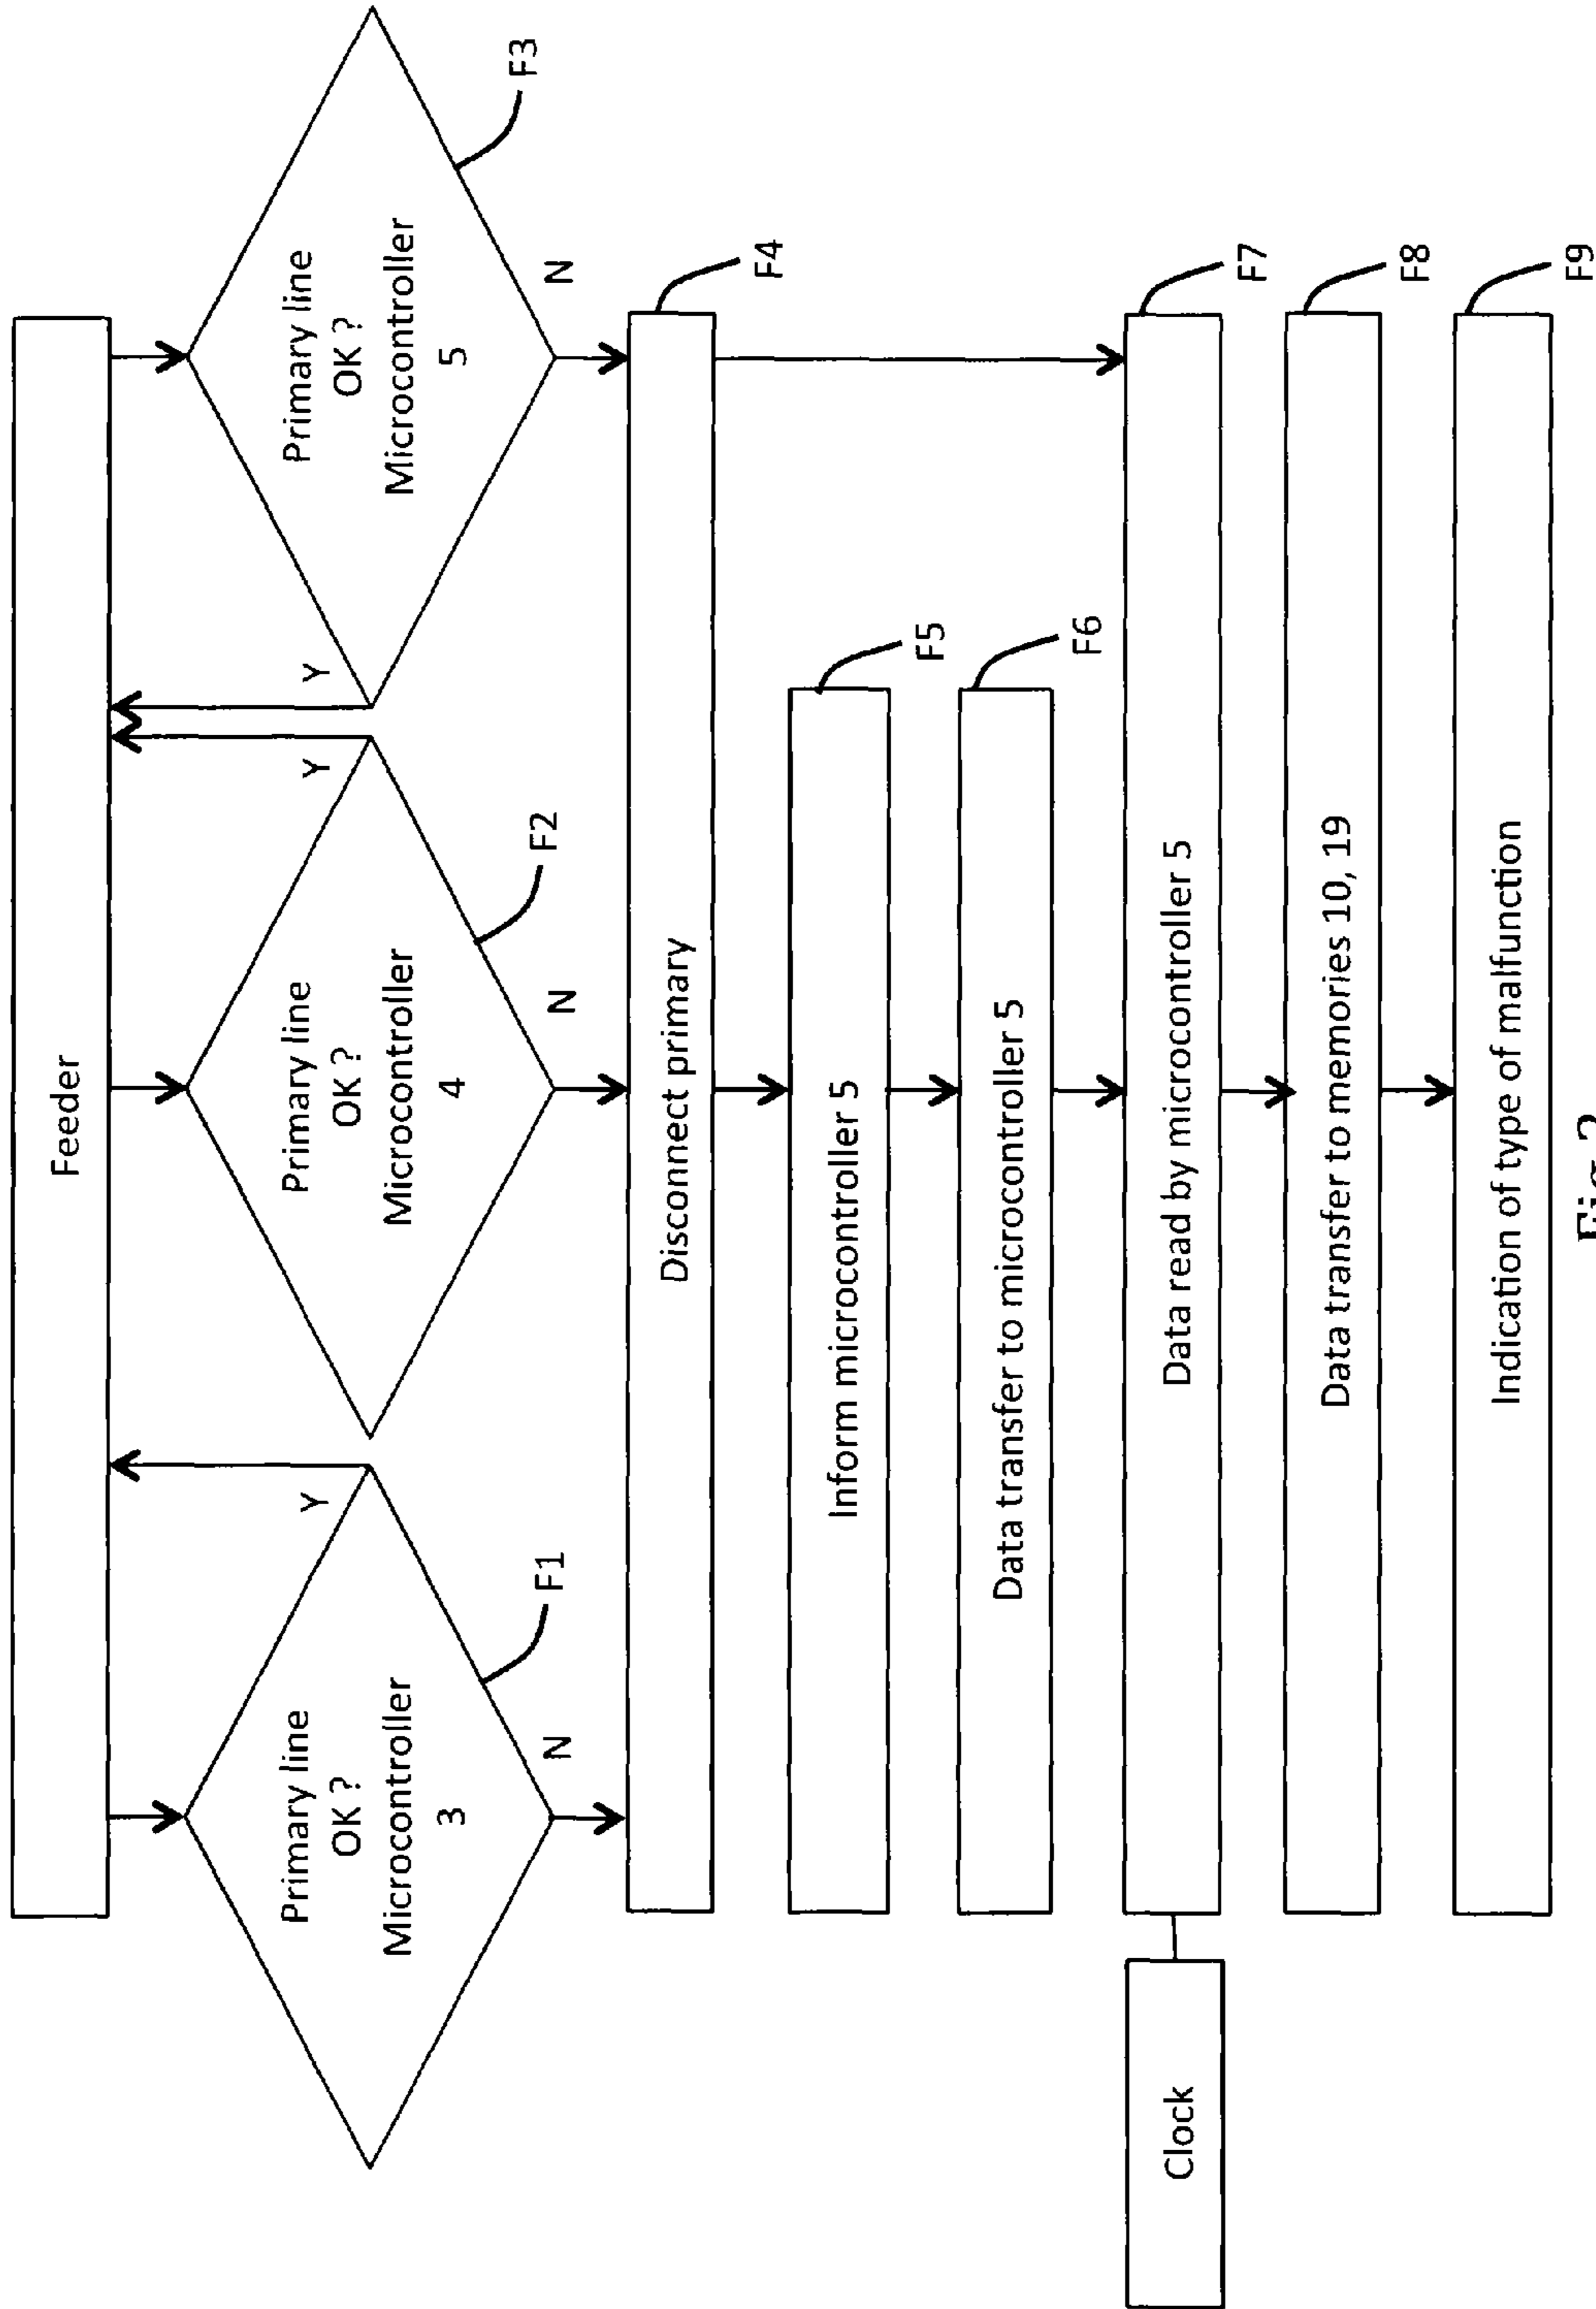 Feeder
Primary line
OK ?
Microcontroller
3
Y
N
F1
Primary line
OK ?
Microcontroller
4
Y
N
F2
Primary line
OK ?
Microcontroller
5
Y
N
F3
Disconnect primary
F4
Inform microcontroller 5
F5
Data transfer to microcontroller 5
F6
Clock
Data read by microcontroller 5
F7
Data transfer to memories 10, 19
F8
Indication of type of malfunction
F9